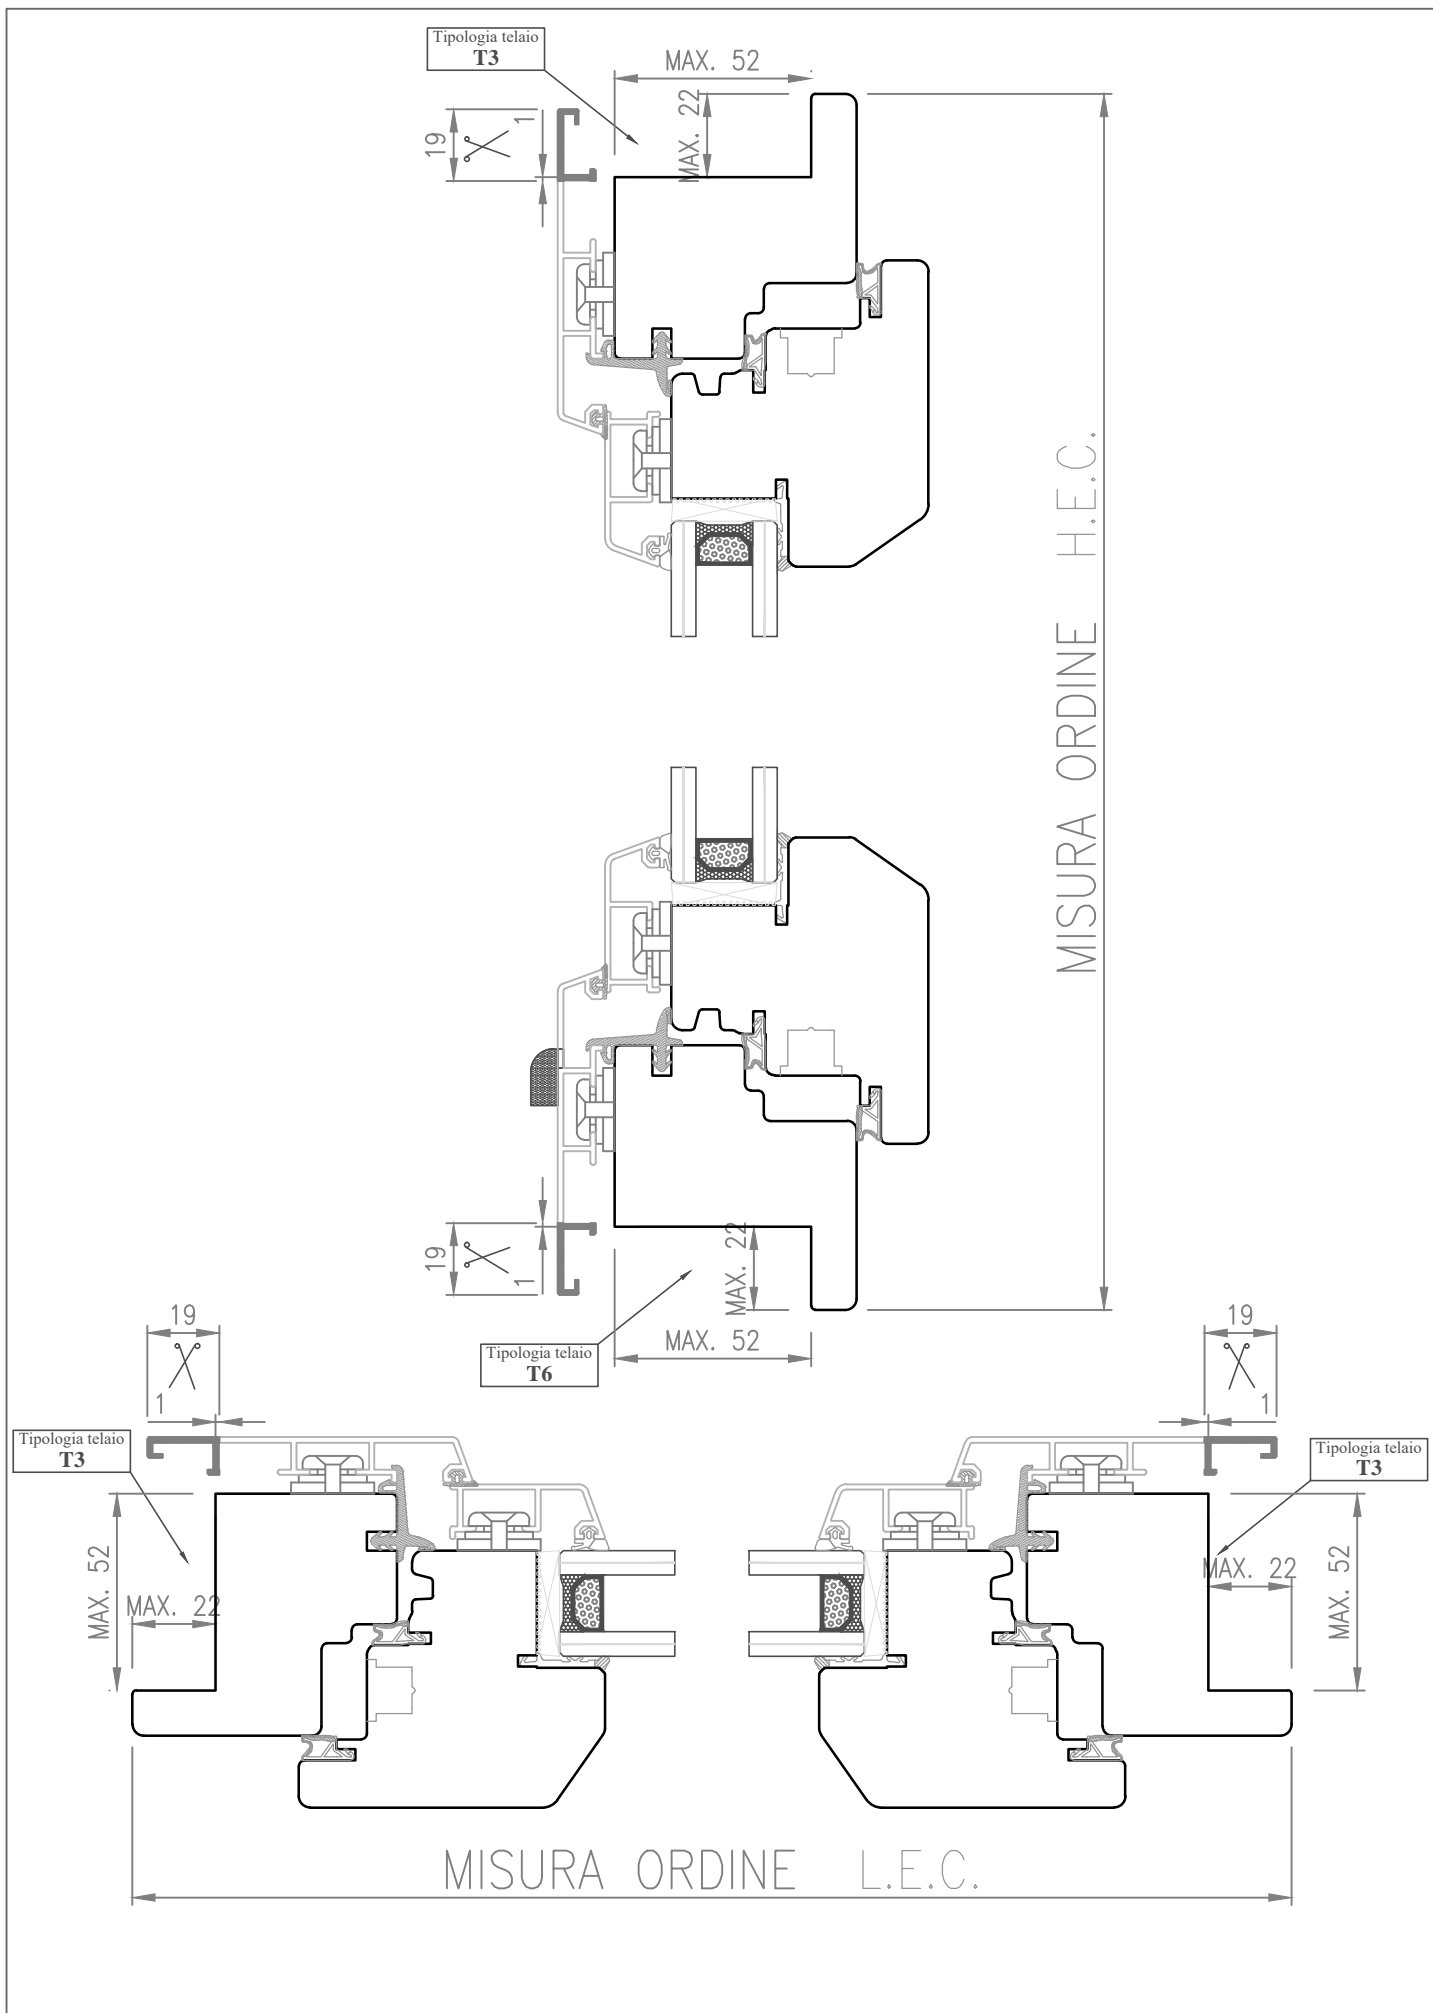 Tipologia telaio
T3
MAX. 52
MAX. 22
19
1
MISURA ORDINE H.E.C.
19
1
MAX. 22
MAX. 52
Tipologia telaio
T6
19
1
19
1
Tipologia telaio
T3
Tipologia telaio
T3
MAX. 52
MAX. 22
MAX. 22
MAX. 52
MISURA ORDINE L.E.C.